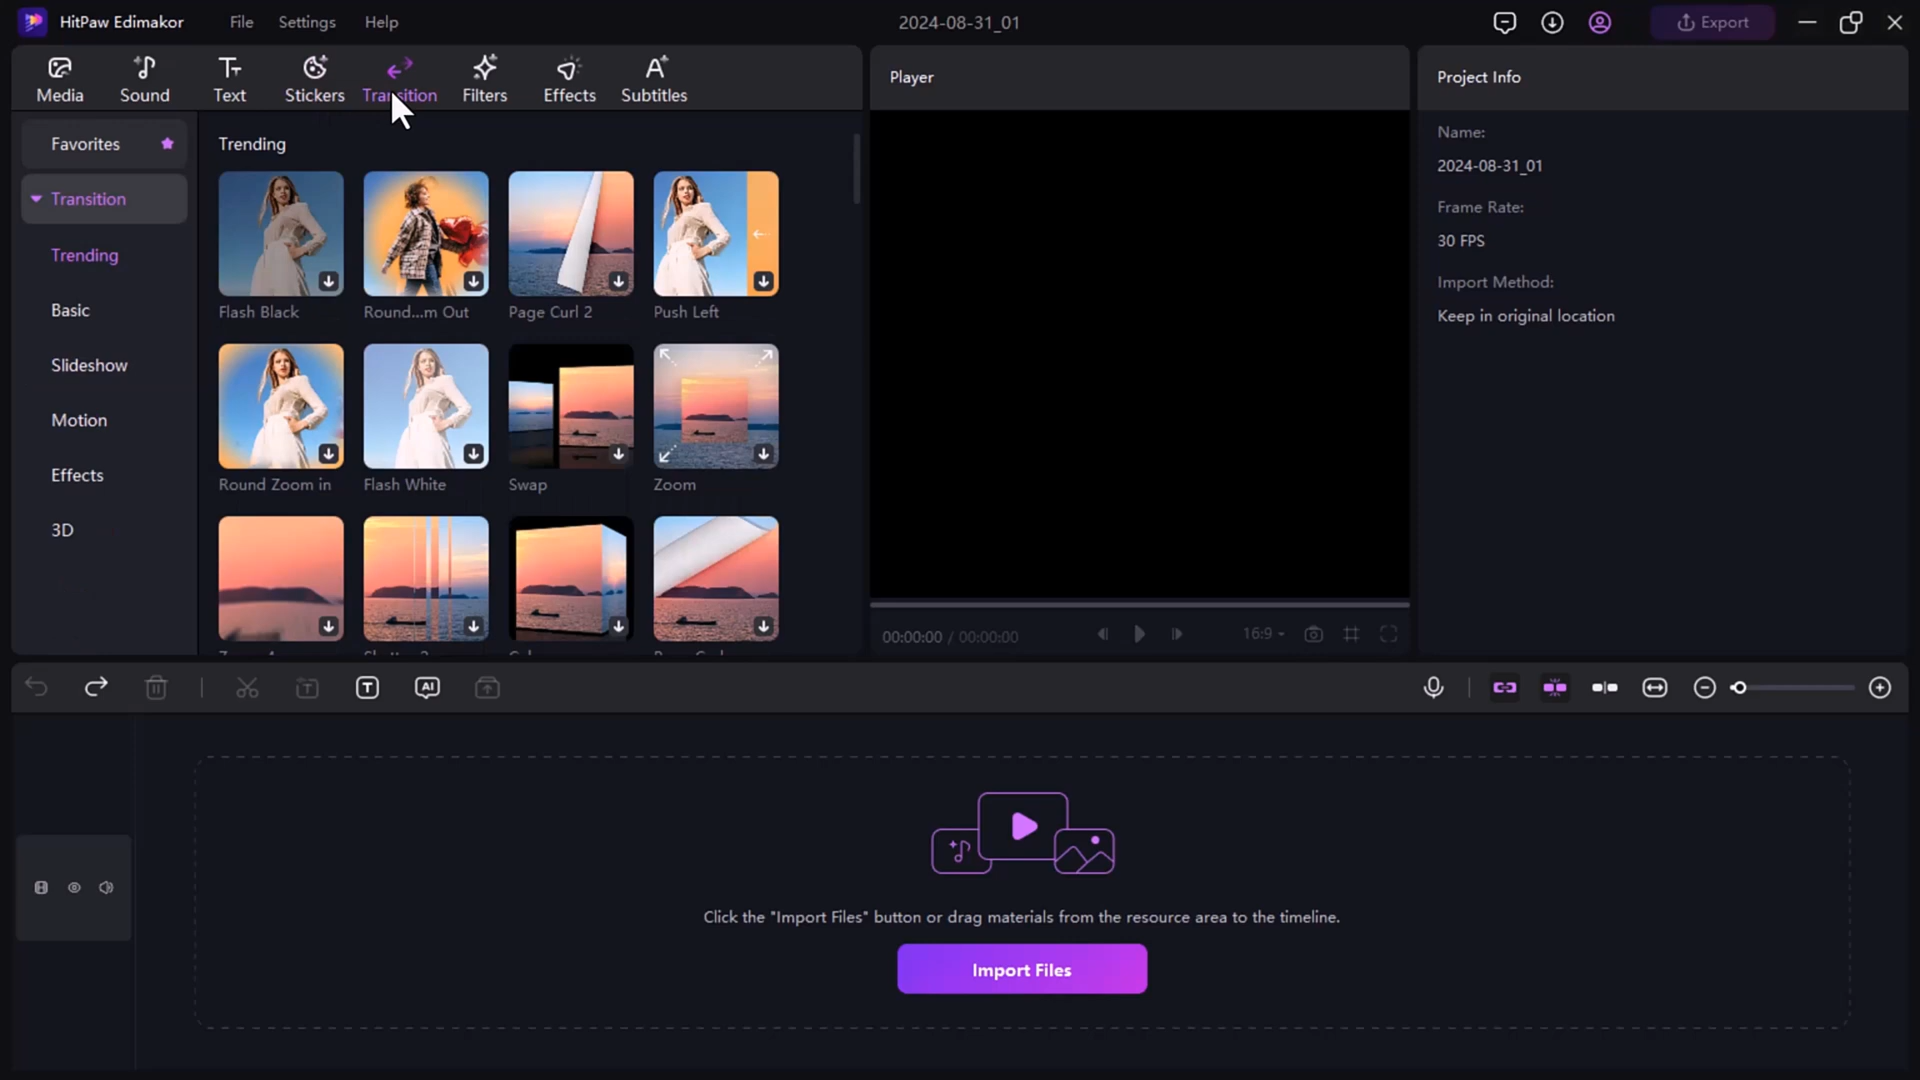 HitPaw Edimakor
File
Settings
Help
2024-08-31_01
Export
Media
Sound
Text
Stickers
Transition
Filters
Effects
Subtitles
Player
Project Info
Favorites
Transition
Trending
Basic
Slideshow
Motion
Effects
3D
Trending
Flash Black
Round...m Out
Page Curl 2
Push Left
Round Zoom in
Flash White
Swap
Zoom
Name:
2024-08-31_01
Frame Rate:
30 FPS
Import Method:
Keep in original location
00:00:00 / 00:00:00
16:9
AI
Click the "Import Files" button or drag materials from the resource area to the timeline.
Import Files